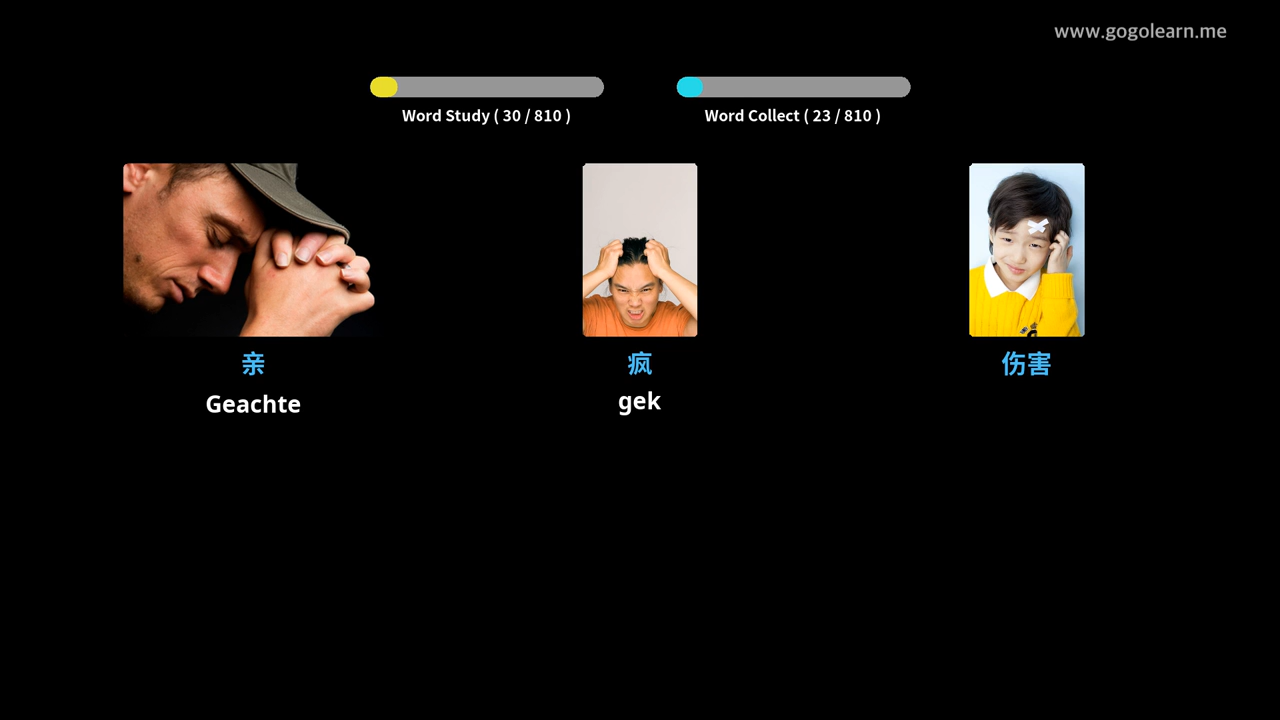 www.gogolearn.me
Word Study ( 30 / 810 )
Word Collect ( 23 / 810 )
亲
疯
伤害
Geachte
gek